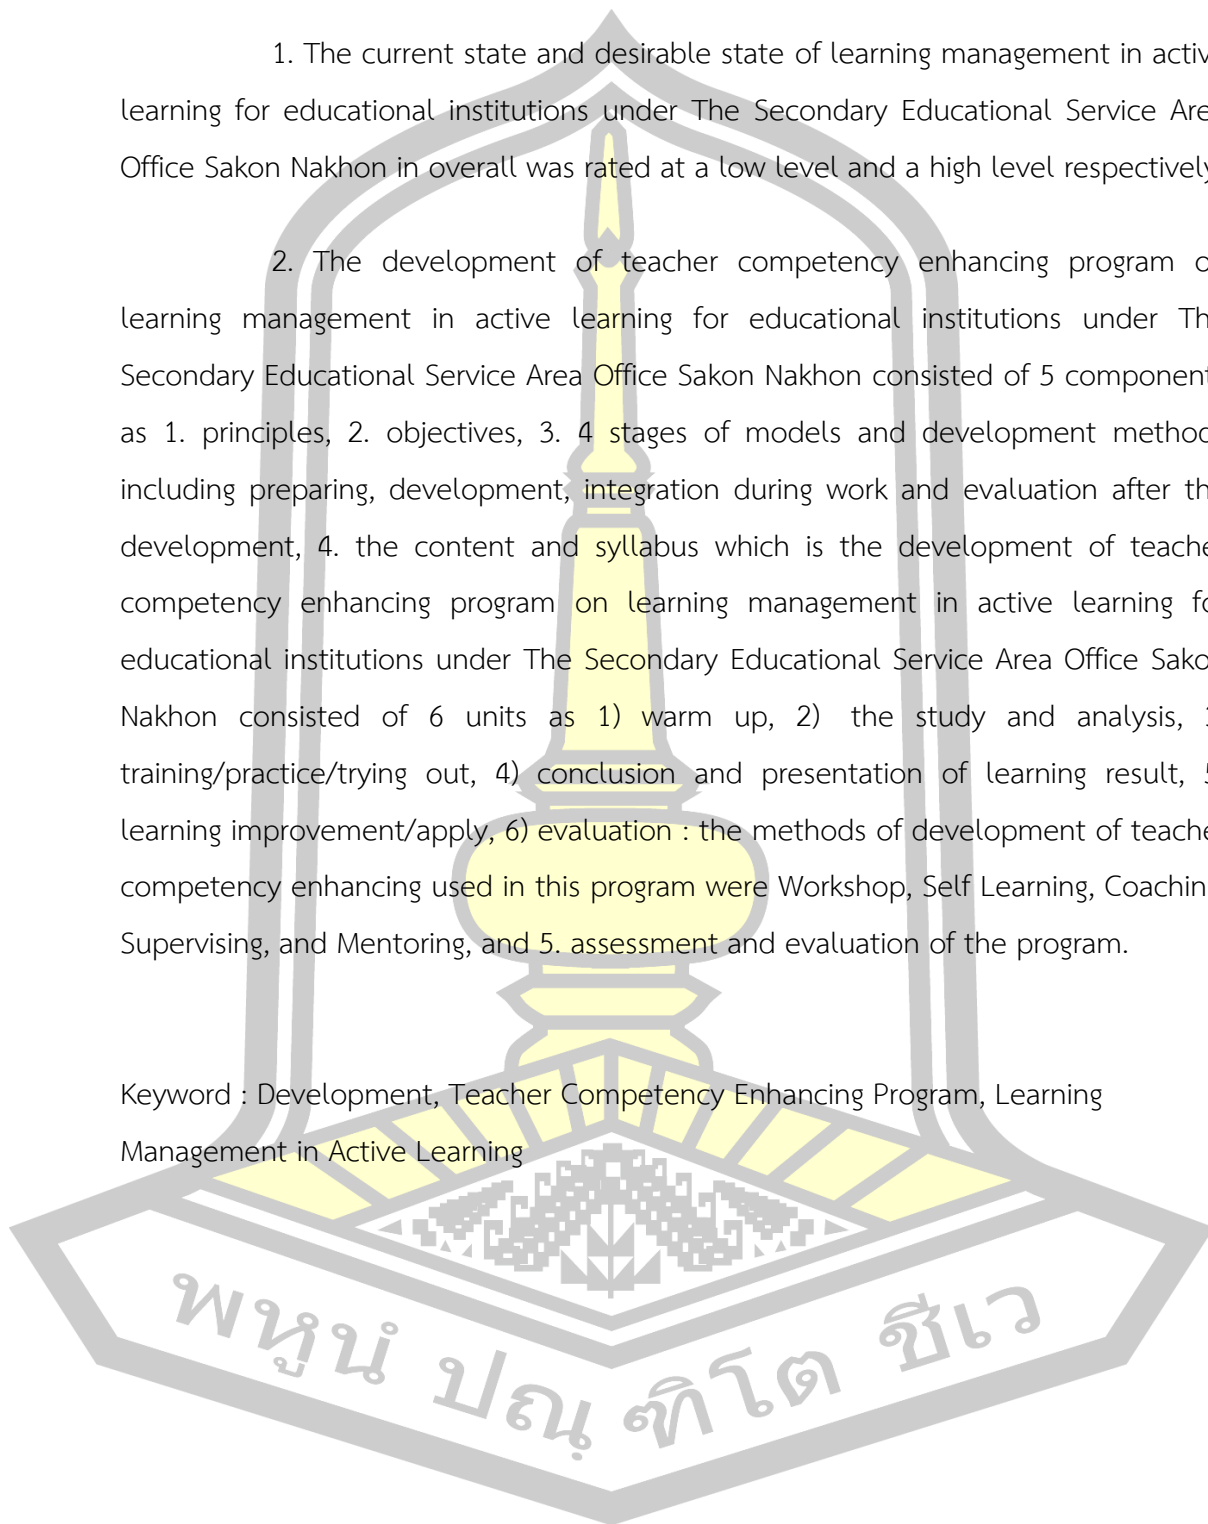 1. The current state and desirable state of learning management in activ
learning for educational institutions under The Secondary Educational Service Are
Office Sakon Nakhon in overall was rated at a low level and a high level respectively
2. The development of teacher competency enhancing program o
learning management in active learning for educational institutions under Th
Secondary Educational Service Area Office Sakon Nakhon consisted of 5 component
as 1. principles, 2. objectives, 3. 4 stages of models and development method
including preparing, development, integration during work and evaluation after th
development, 4. the content and syllabus which is the development of teache
competency enhancing program on learning management in active learning fo
educational institutions under The Secondary Educational Service Area Office Sako
Nakhon consisted of 6 units as 1) warm up, 2) the study and analysis,
training/practice/trying out, 4) conclusion and presentation of learning result, 5
learning improvement/apply, 6) evaluation : the methods of development of teache
competency enhancing used in this program were Workshop, Self Learning, Coachin
Supervising, and Mentoring, and 5. assessment and evaluation of the program.
Keyword : Development, Teacher Competency Enhancing Program, Learning
Management in Active Learning
พหูนํ ปณฺฑิโต ชีเว